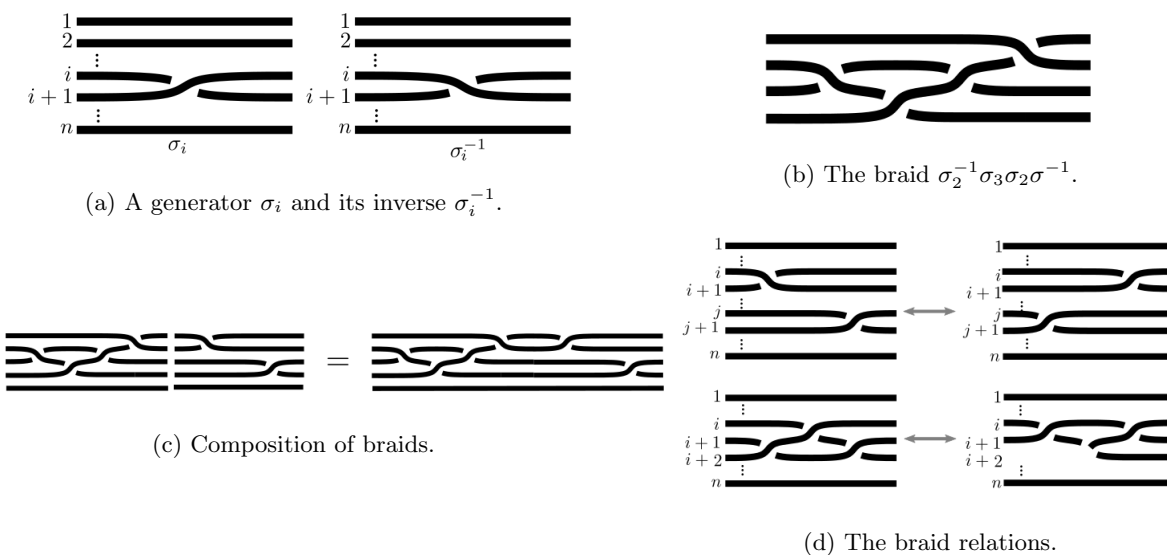 1
2
⋮
i
i + 1
⋮
n
σ_i
1
2
⋮
i
i + 1
⋮
n
σ_i^{-1}
(a) A generator σ_i and its inverse σ_i^{-1}.
(b) The braid σ_2^{-1}σ_3σ_2σ^{-1}.
=
(c) Composition of braids.
1
⋮
i
i + 1
⋮
j
j + 1
⋮
n
1
⋮
i
i + 1
⋮
j
j + 1
⋮
n
1
⋮
i
i + 1
i + 2
⋮
n
1
⋮
i
i + 1
i + 2
⋮
n
(d) The braid relations.